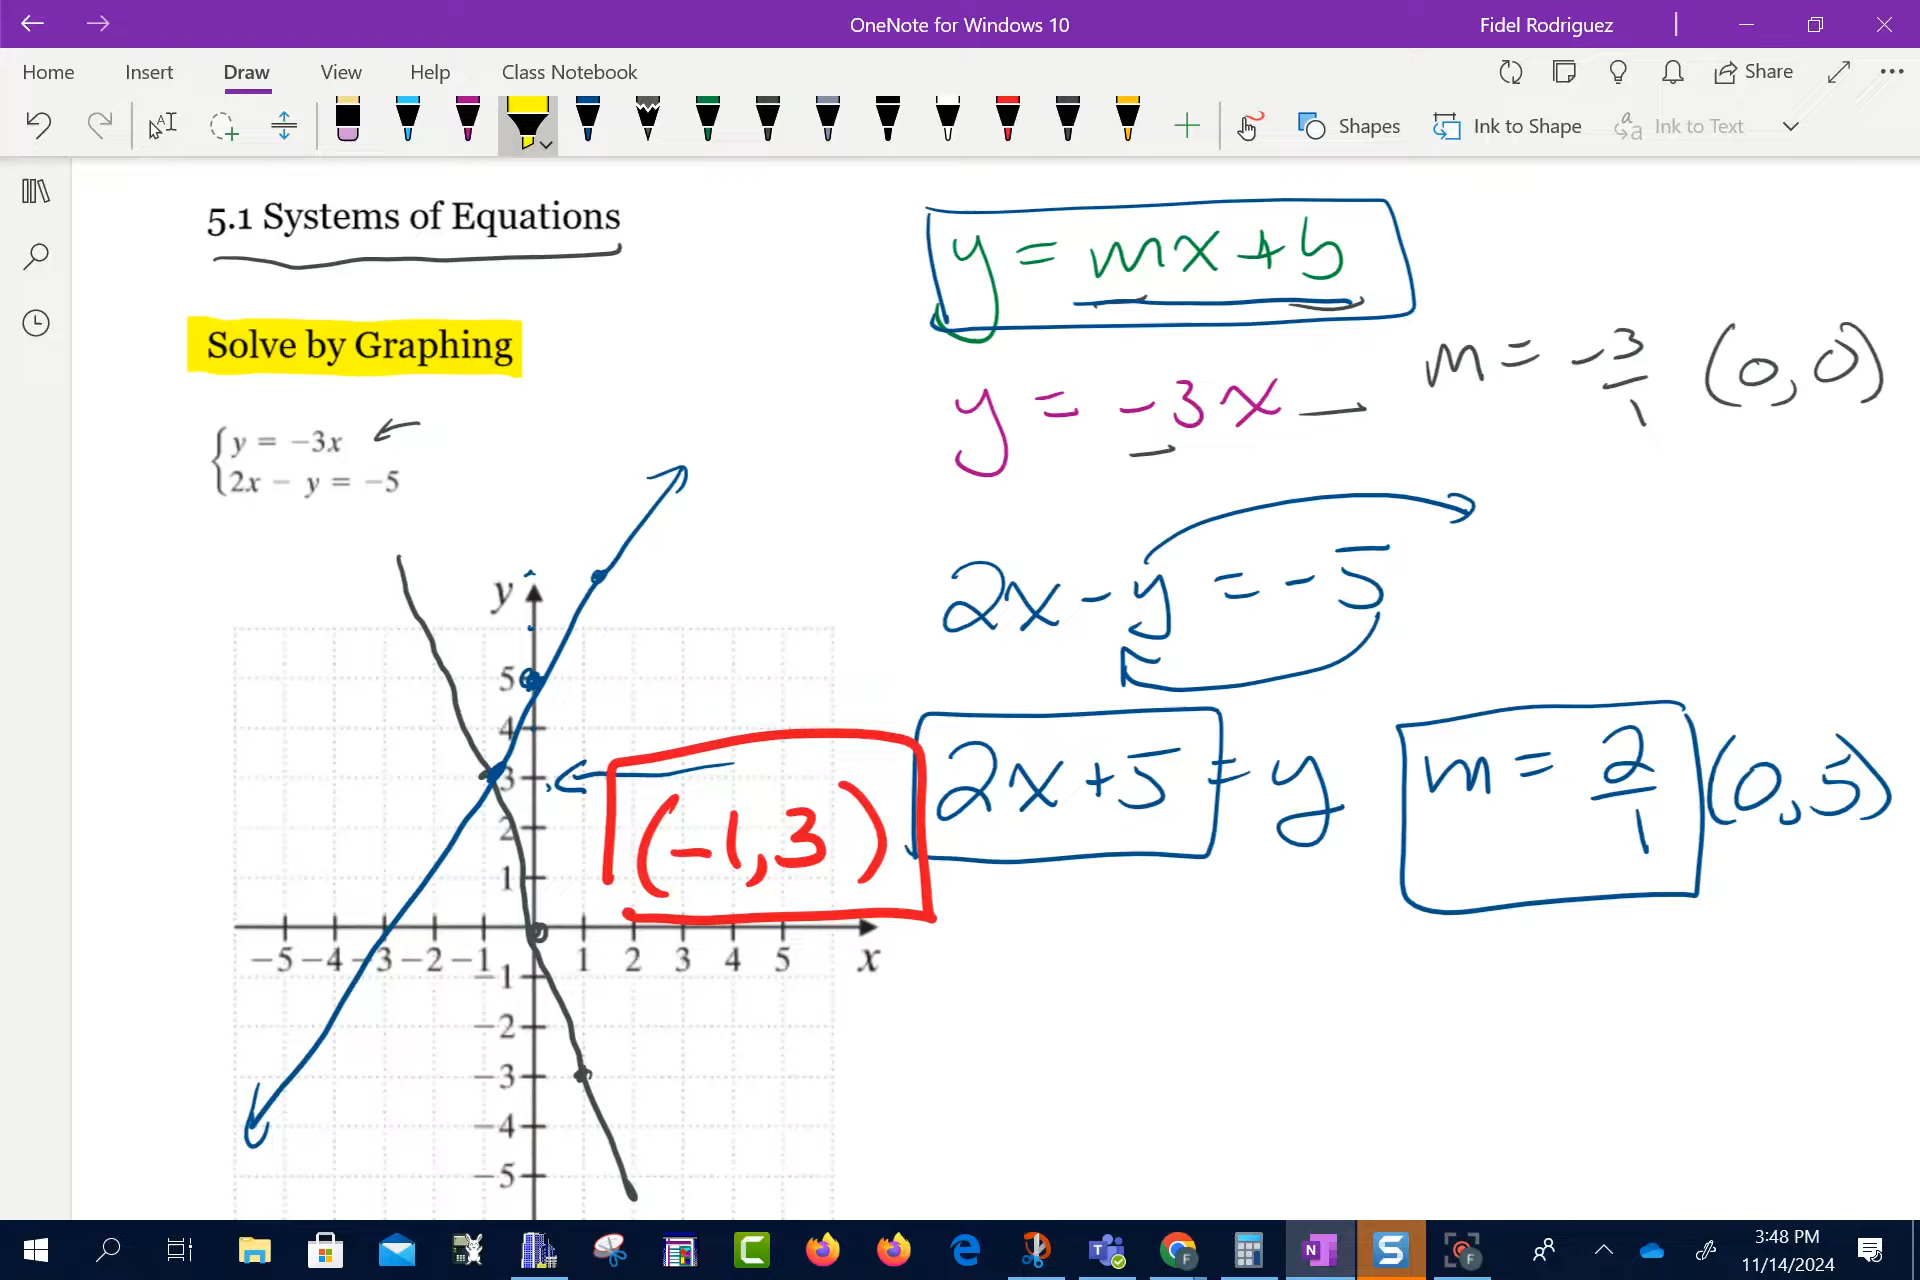 OneNote for Windows 10
Fidel Rodriguez
Home Insert Draw View Help Class Notebook
Share
Shapes Ink to Shape Ink to Text
5.1 Systems of Equations
Solve by Graphing
y = −3x
2x − y = −5
y = mx + b
y = -3x
m = -3/1 (0,0)
2x - y = -5
2x+5 = y
m = 2/1 (0,5)
(-1,3)
y
5
4
3
2
1
−5 −4 −3 −2 −1 1 2 3 4 5 x
−1
−2
−3
−4
−5
3:48 PM
11/14/2024